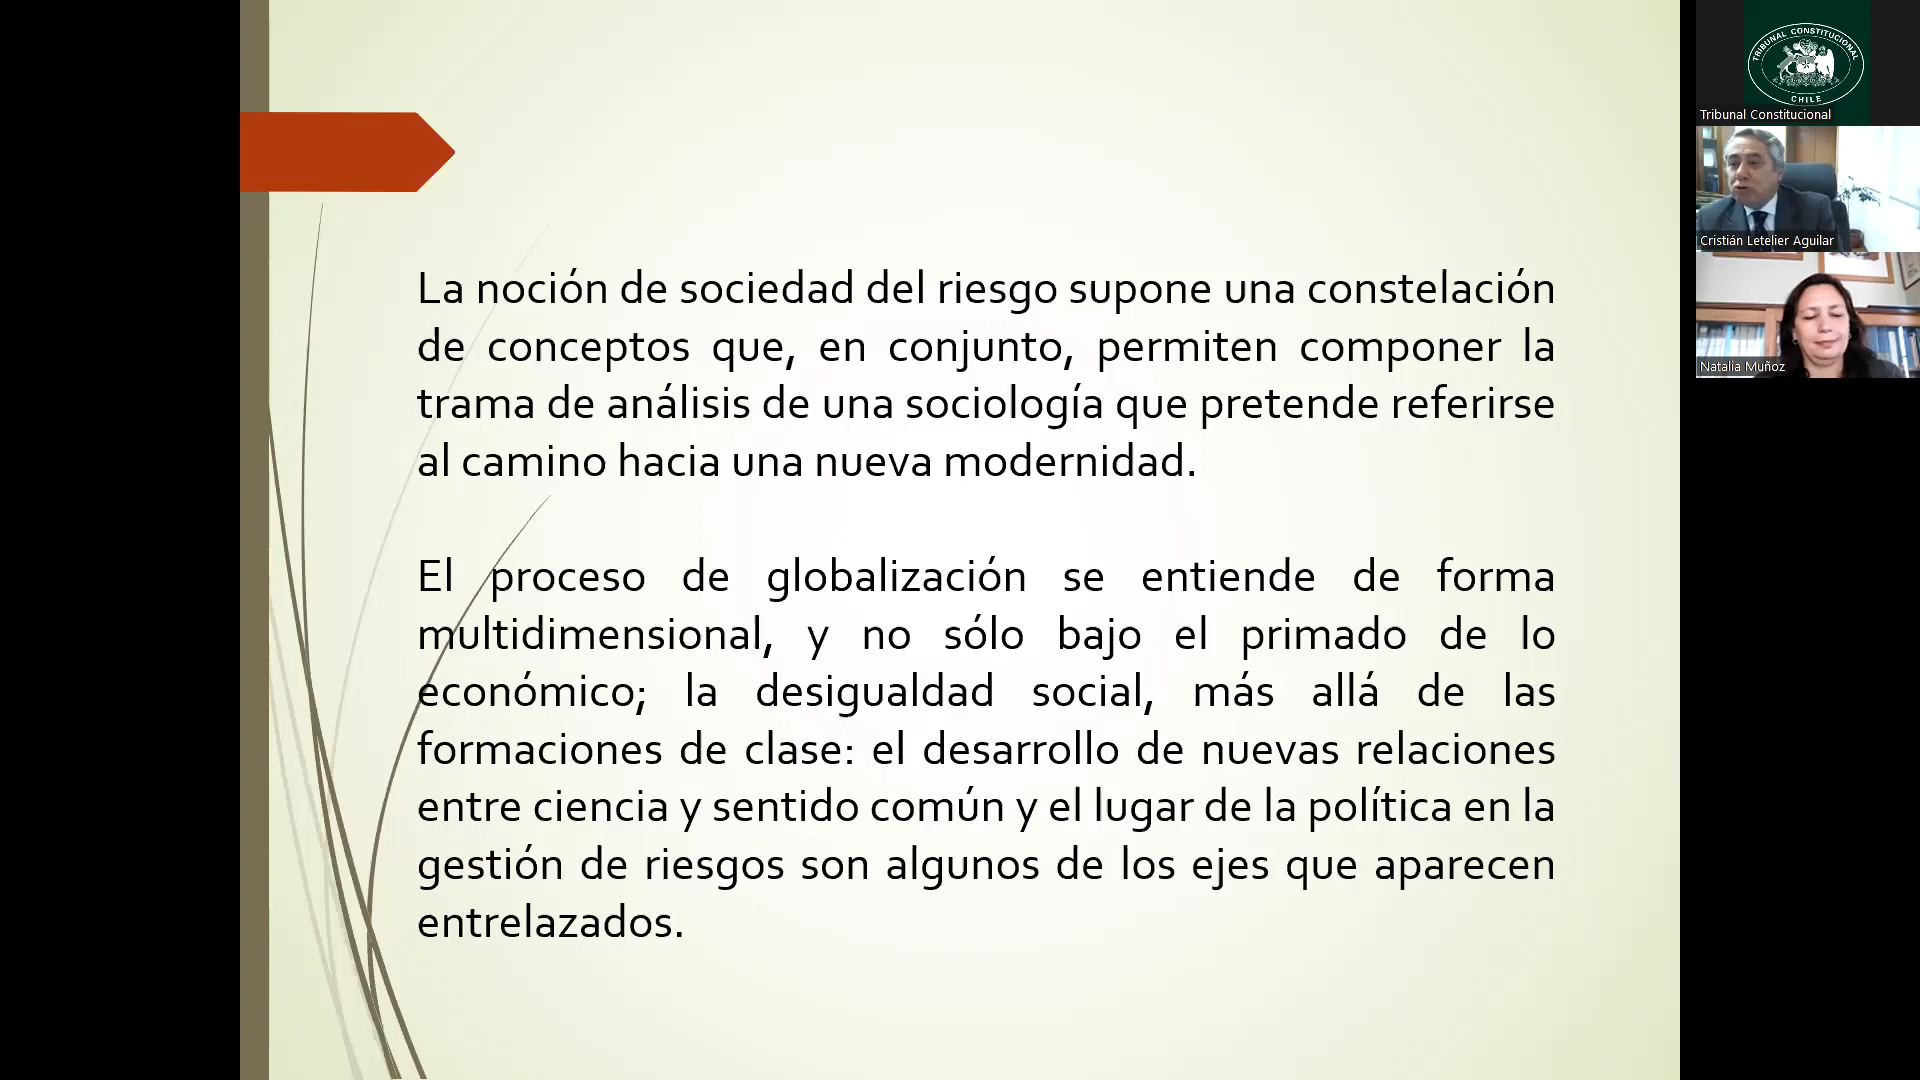 La noción de sociedad del riesgo supone una constelación
de conceptos que, en conjunto, permiten componer la
trama de análisis de una sociología que pretende referirse
al camino hacia una nueva modernidad.
El proceso de globalización se entiende de forma
multidimensional, y no sólo bajo el primado de lo
económico; la desigualdad social, más allá de las
formaciones de clase: el desarrollo de nuevas relaciones
entre ciencia y sentido común y el lugar de la política en la
gestión de riesgos son algunos de los ejes que aparecen
entrelazados.
TRIBUNAL CONSTITUCIONAL
CHILE
Tribunal Constitucional
Cristián Letelier Aguilar
Natalia Muñoz